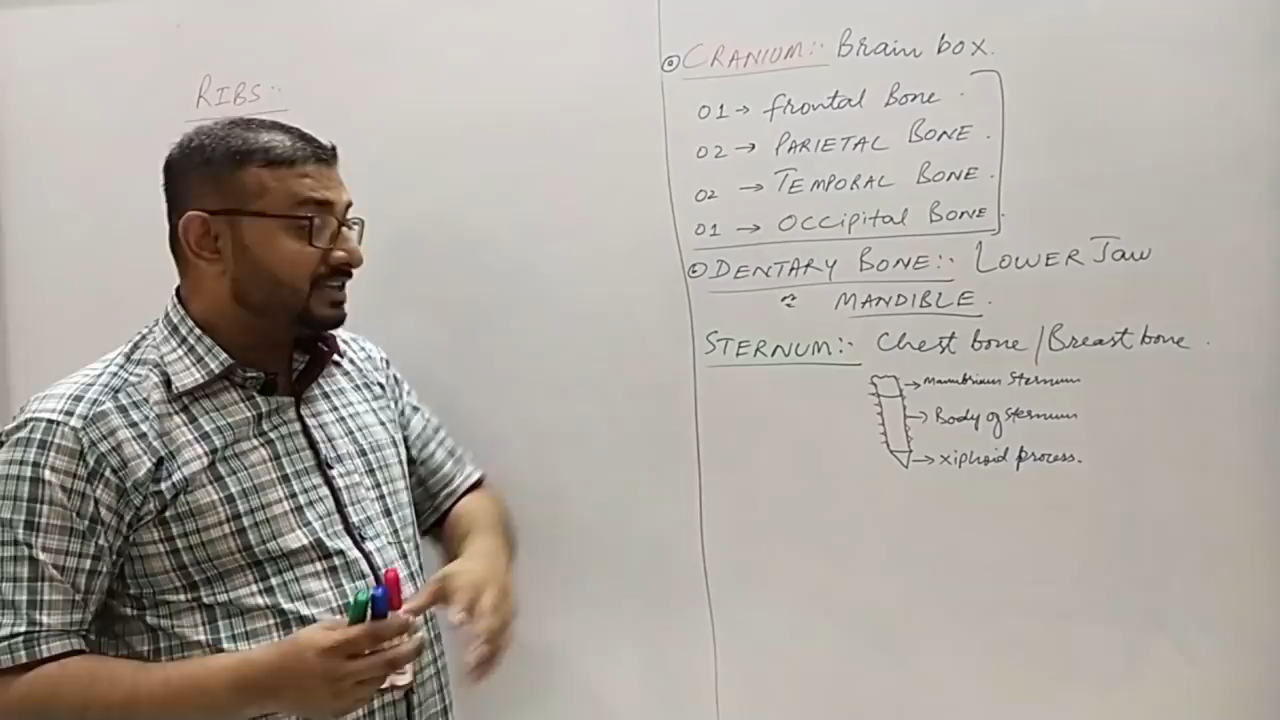 RIBS:-
CRANIUM:- Brain box.
01 → frontal Bone .
02 → PARIETAL BONE .
02 → TEMPORAL BONE .
01 → Occipital BONE .
DENTARY BONE:- LOWER Jaw
MANDIBLE .
STERNUM:- Chest bone / Breast bone .
→ Manubrium Sternum
→ Body of sternum
→ xiphoid process.